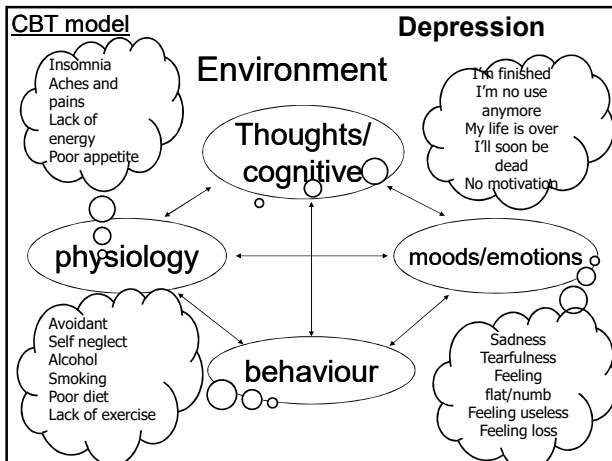 CBT model
Depression
Insomnia
Aches and
pains
Lack of
energy
Poor appetite
Environment
I'm finished
I'm no use
anymore
My life is over
I'll soon be
dead
No motivation
Thoughts/
cognitive
physiology
moods/emotions
Avoidant
Self neglect
Alcohol
Smoking
Poor diet
Lack of exercise
behaviour
Sadness
Tearfulness
Feeling
flat/numb
Feeling useless
Feeling loss